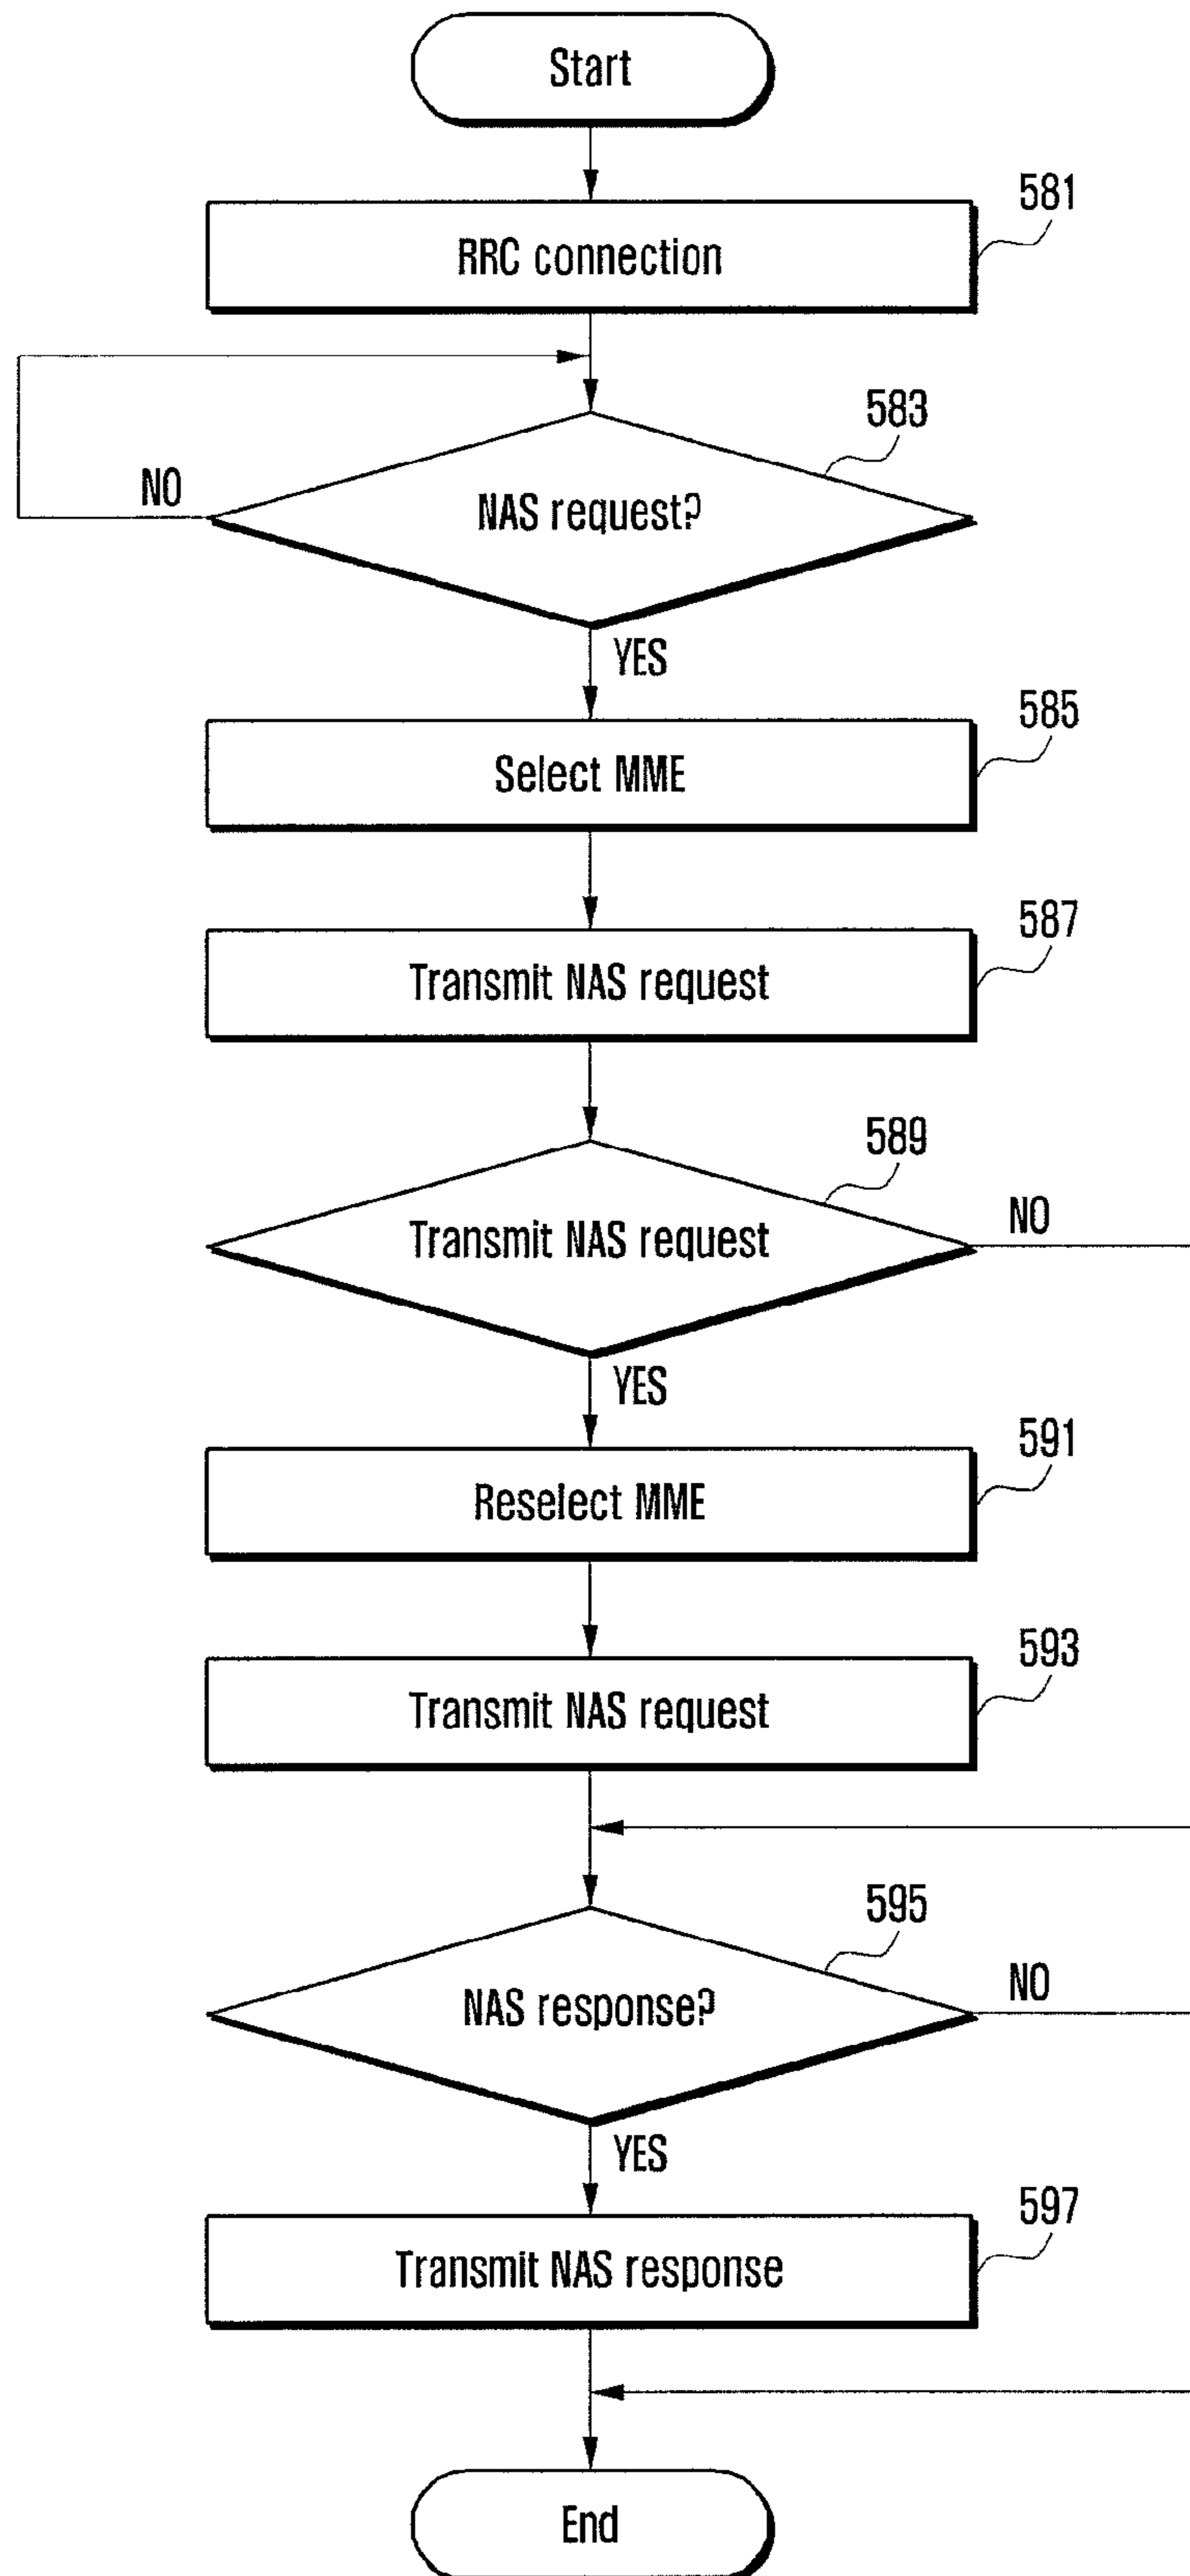 Start
581
RRC connection
583
NO
NAS request?
YES
585
Select MME
587
Transmit NAS request
589
NO
Transmit NAS request
YES
591
Reselect MME
593
Transmit NAS request
595
NO
NAS response?
YES
597
Transmit NAS response
End